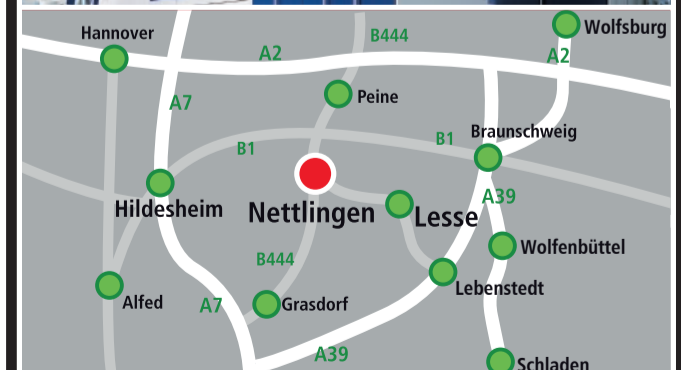 Wolfsburg
Hannover
B444
A2
A2
Peine
A7
Braunschweig
B1
B1
A39
Hildesheim
Nettlingen
Lesse
Wolfenbüttel
B444
Lebenstedt
Alfed
A7
Grasdorf
A39
Schladen